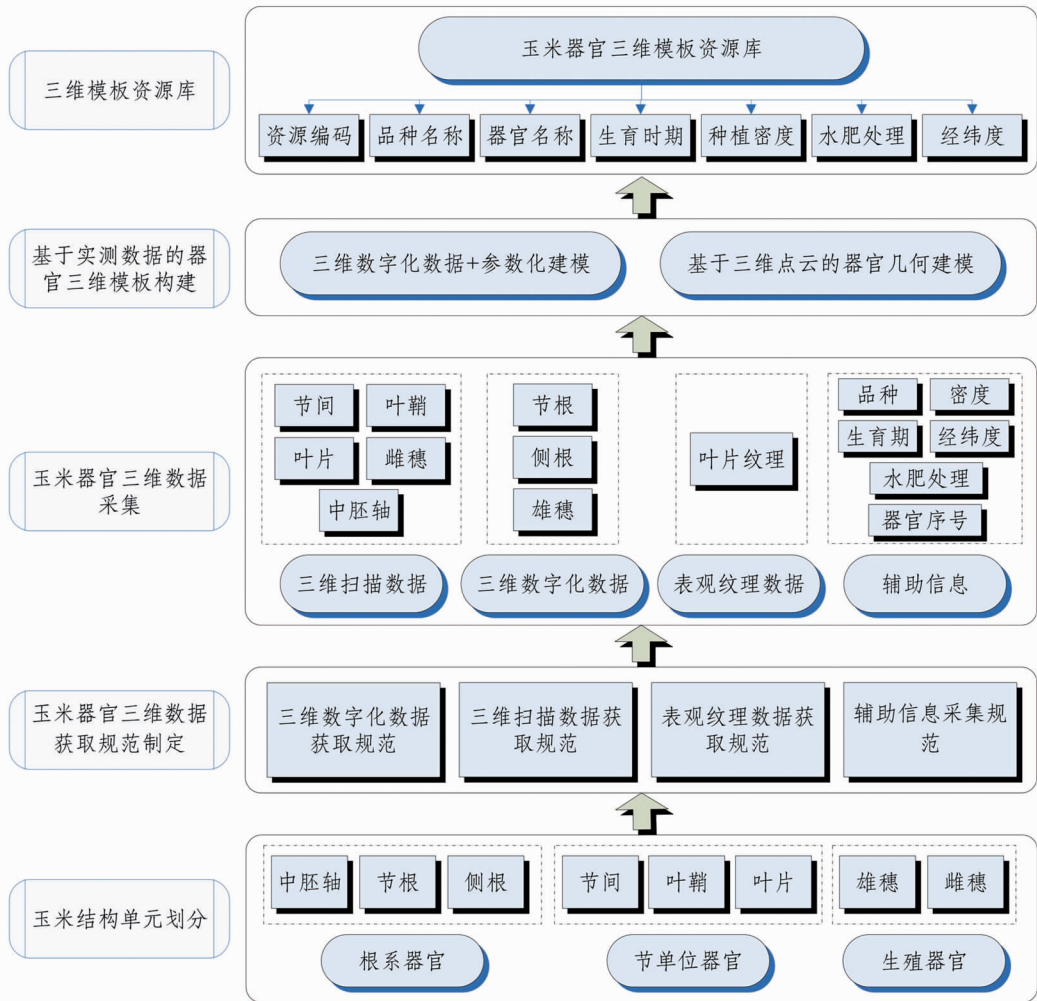 三维模板资源库
玉米器官三维模板资源库
资源编码
品种名称
器官名称
生育时期
种植密度
水肥处理
经纬度
基于实测数据的器
官三维模板构建
三维数字化数据+参数化建模
基于三维点云的器官几何建模
玉米器官三维数据
采集
节间
叶鞘
叶片
雌穗
中胚轴
三维扫描数据
节根
侧根
雄穗
三维数字化数据
叶片纹理
表观纹理数据
品种
密度
生育期
经纬度
水肥处理
器官序号
辅助信息
玉米器官三维数据
获取规范制定
三维数字化数据
获取规范
三维扫描数据获
取规范
表观纹理数据获
取规范
辅助信息采集规
范
玉米结构单元划分
中胚轴
节根
侧根
根系器官
节间
叶鞘
叶片
节单位器官
雄穗
雌穗
生殖器官